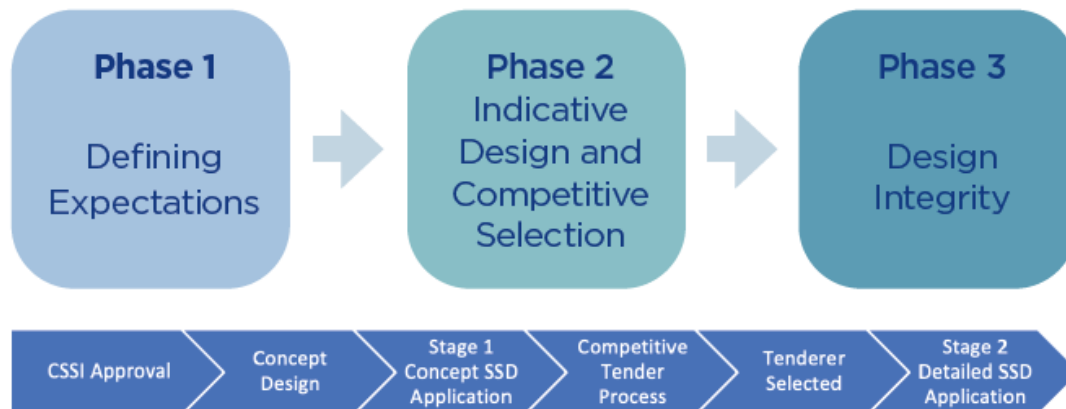 Phase 1
Defining
Expectations
Phase 2
Indicative
Design and
Competitive
Selection
Phase 3
Design
Integrity
CSSI Approval
Concept
Design
Stage 1
Concept SSD
Application
Competitive
Tender
Process
Tenderer
Selected
Stage 2
Detailed SSD
Application